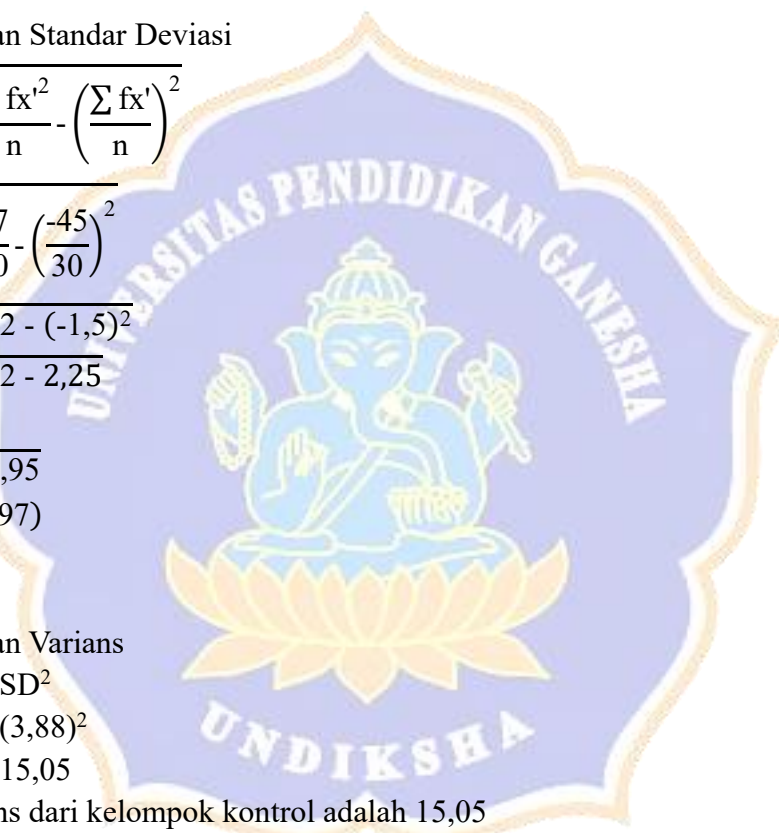 an Standar Deviasi
fx'² / n - (∑ fx' / n)²
7 / 0 - (-45 / 30)²
2 - (-1,5)²
2 - 2,25
,95
97)
an Varians
SD²
(3,88)²
15,05
ns dari kelompok kontrol adalah 15,05
UNIVERSITAS PENDIDIKAN GANESHA
UNDIKSHA